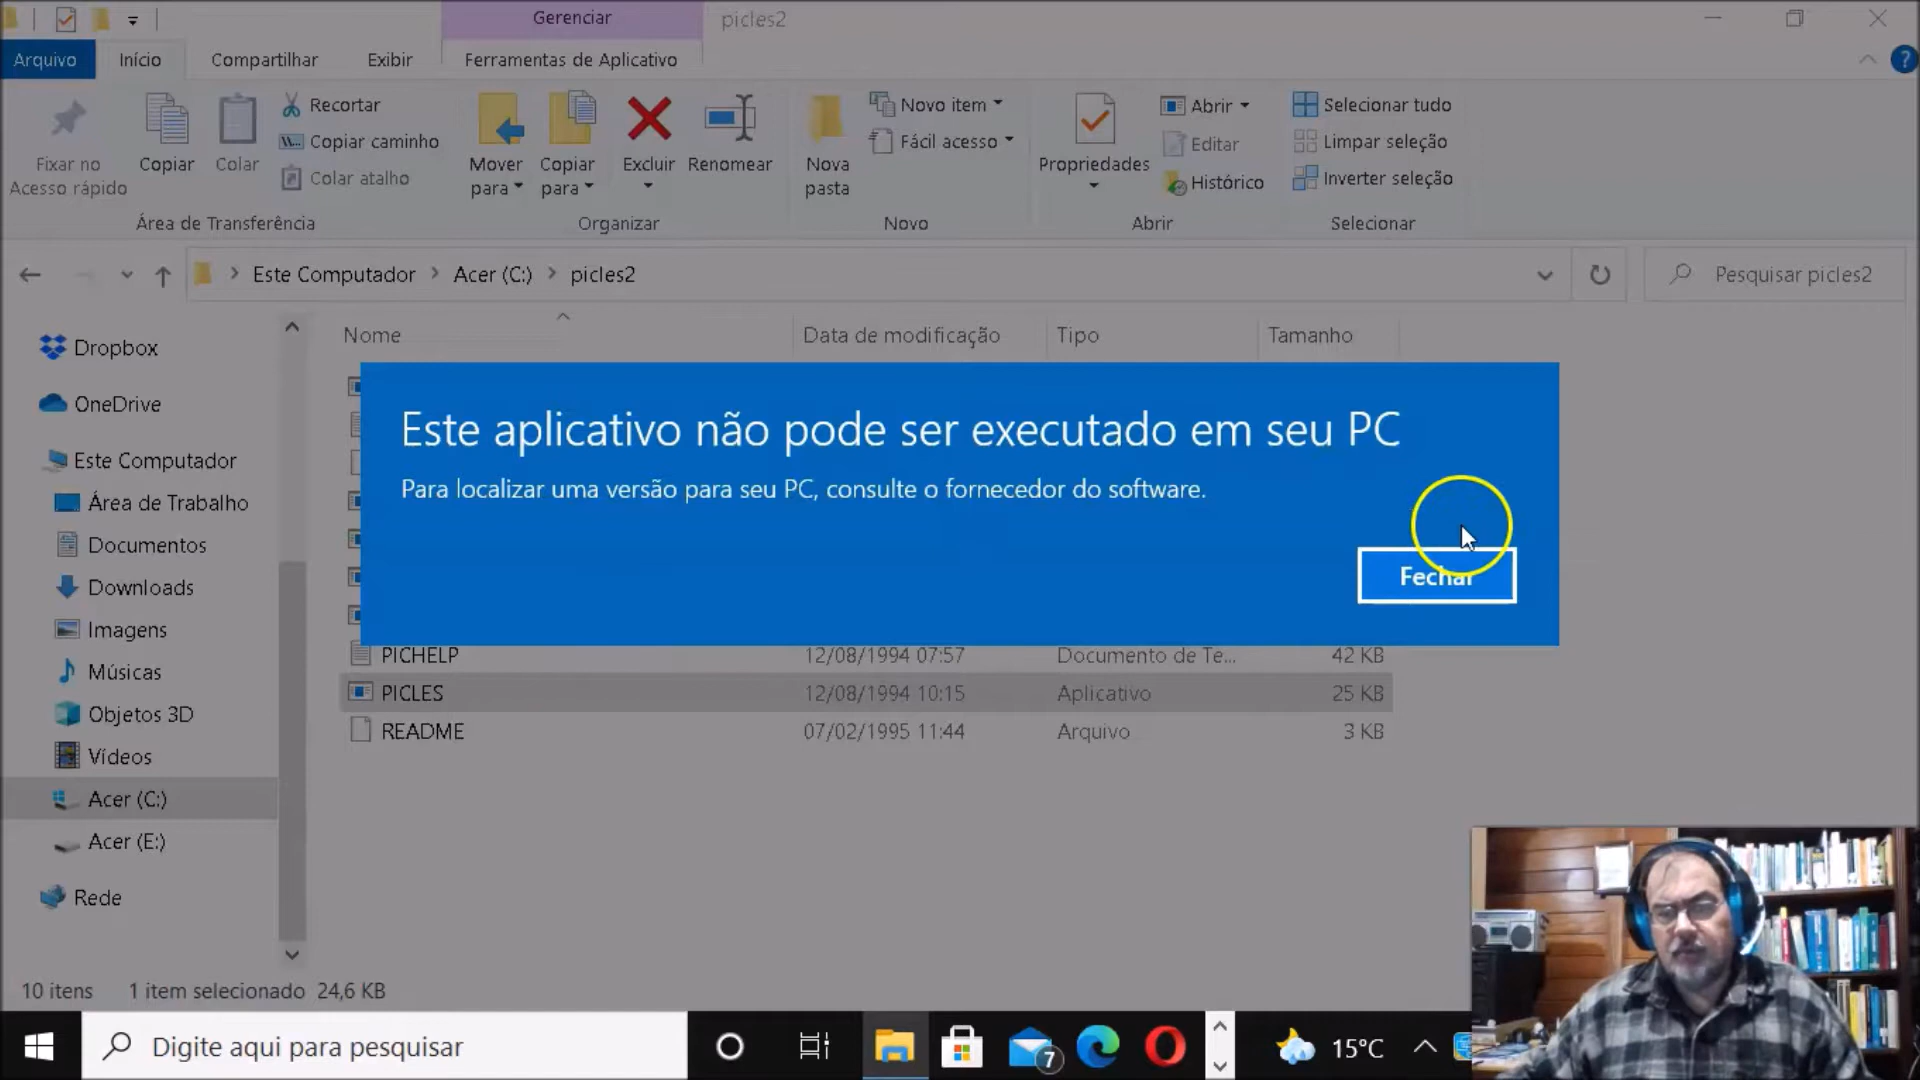 Gerenciar
picles2
Arquivo
Início
Compartilhar
Exibir
Ferramentas de Aplicativo
?
Fixar no
Acesso rápido
Copiar
Colar
Recortar
Copiar caminho
Colar atalho
Mover
para
Copiar
para
Excluir
Renomear
Nova
pasta
Novo item
Fácil acesso
Propriedades
Abrir
Editar
Histórico
Selecionar tudo
Limpar seleção
Inverter seleção
Área de Transferência
Organizar
Novo
Abrir
Selecionar
Este Computador
Acer (C:)
picles2
Pesquisar picles2
Nome
Data de modificação
Tipo
Tamanho
Dropbox
OneDrive
Este Computador
Área de Trabalho
Documentos
Downloads
Imagens
Músicas
Objetos 3D
Vídeos
Acer (C:)
Acer (E:)
Rede
Este aplicativo não pode ser executado em seu PC
Para localizar uma versão para seu PC, consulte o fornecedor do software.
Fechar
PICHELP 12/08/1994 07:57 Documento de Te... 42 KB
PICLES 12/08/1994 10:15 Aplicativo 25 KB
README 07/02/1995 11:44 Arquivo 3 KB
10 itens
1 item selecionado 24,6 KB
Digite aqui para pesquisar
7
15°C